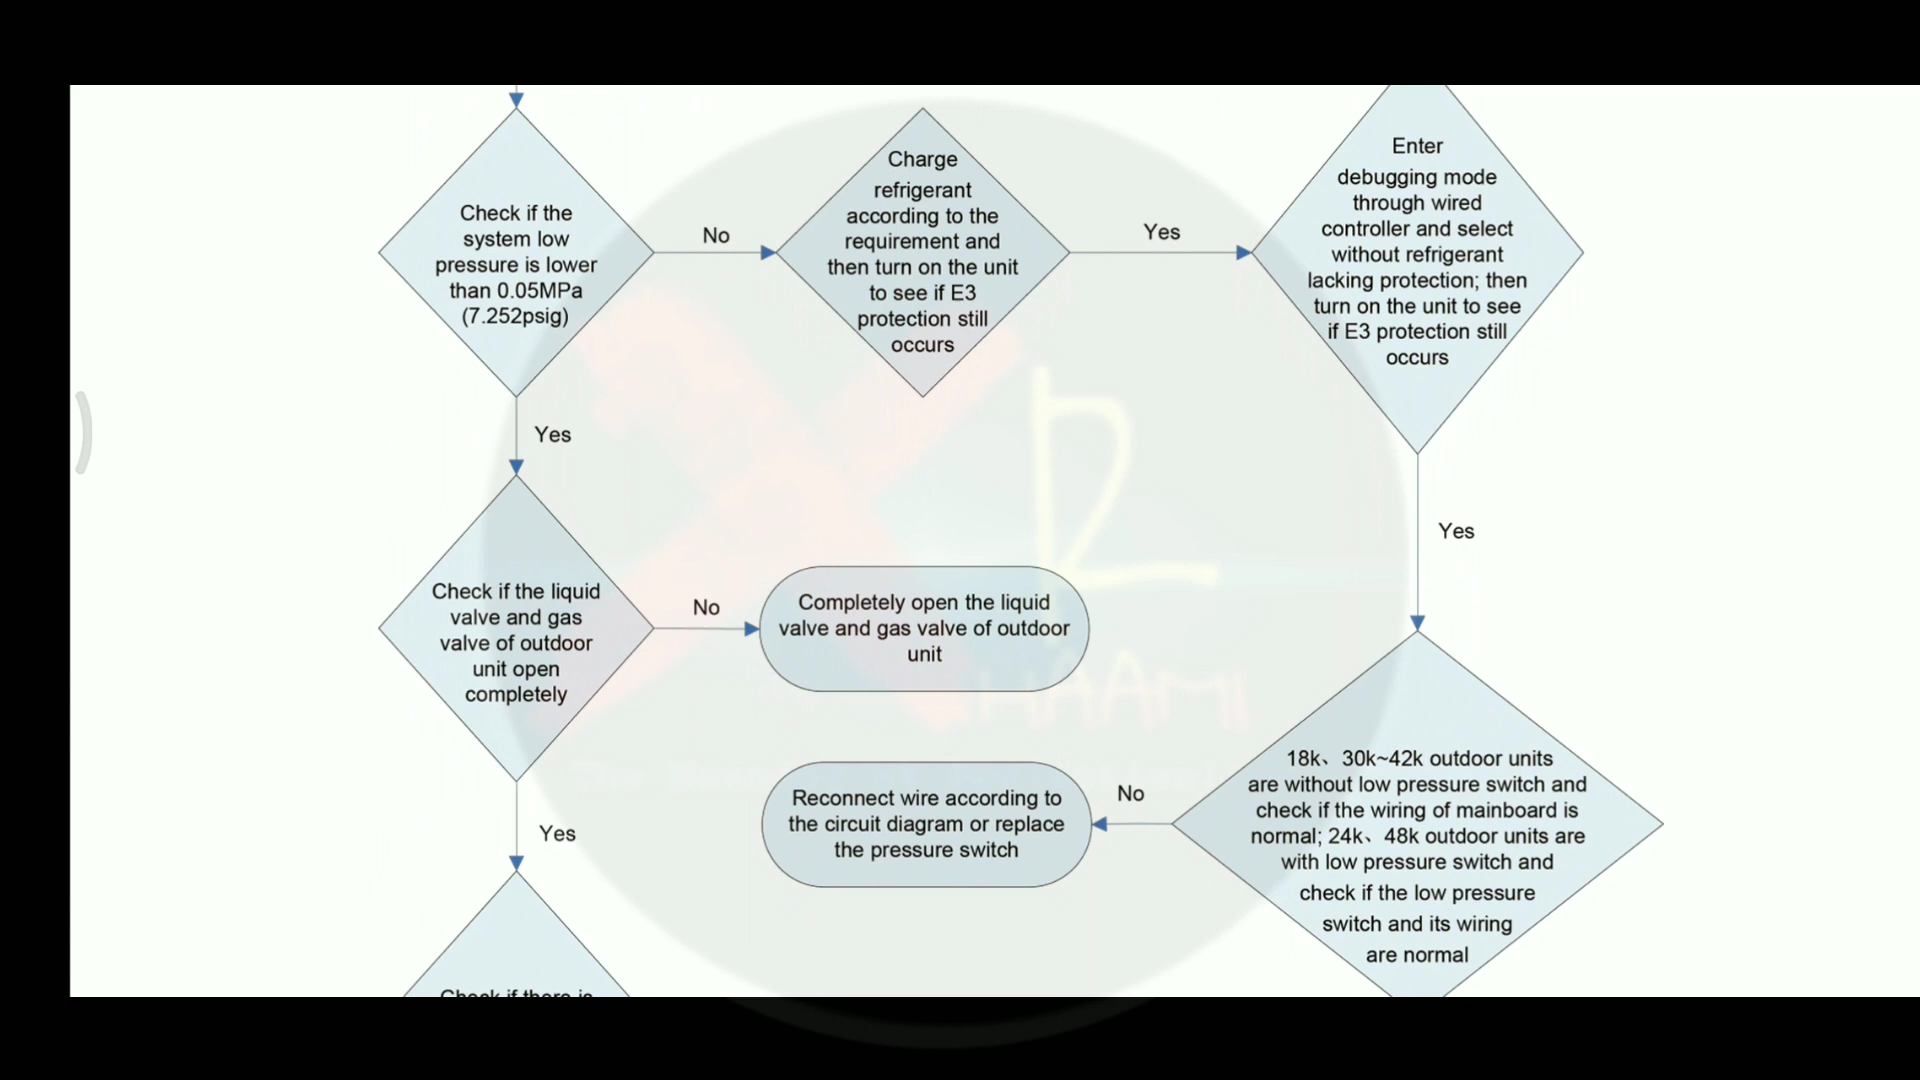 Check if the
system low
pressure is lower
than 0.05MPa
(7.252psig)
No
Charge
refrigerant
according to the
requirement and
then turn on the unit
to see if E3
protection still
occurs
Yes
Enter
debugging mode
through wired
controller and select
without refrigerant
lacking protection; then
turn on the unit to see
if E3 protection still
occurs
Yes
Yes
Check if the liquid
valve and gas
valve of outdoor
unit open
completely
No
Completely open the liquid
valve and gas valve of outdoor
unit
Yes
Reconnect wire according to
the circuit diagram or replace
the pressure switch
No
18k、30k~42k outdoor units
are without low pressure switch and
check if the wiring of mainboard is
normal; 24k、48k outdoor units are
with low pressure switch and
check if the low pressure
switch and its wiring
are normal
Check if there is
HAAMI